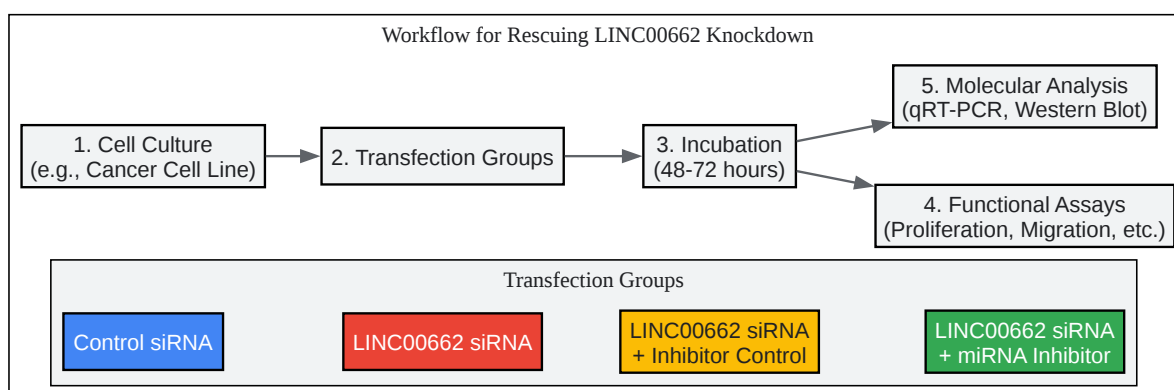 Workflow for Rescuing LINC00662 Knockdown
1. Cell Culture
(e.g., Cancer Cell Line)
2. Transfection Groups
3. Incubation
(48-72 hours)
5. Molecular Analysis
(qRT-PCR, Western Blot)
4. Functional Assays
(Proliferation, Migration, etc.)
Transfection Groups
Control siRNA
LINC00662 siRNA
LINC00662 siRNA
+ Inhibitor Control
LINC00662 siRNA
+ miRNA Inhibitor